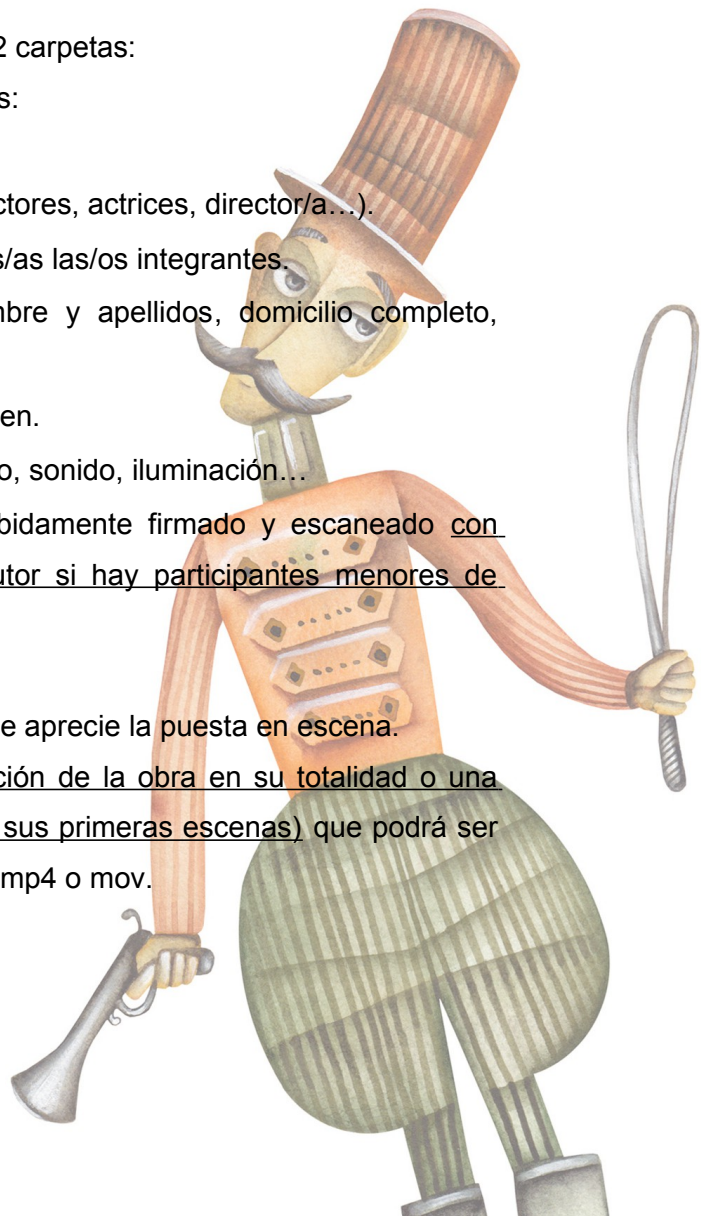 2 carpetas:
s:
ctores, actrices, director/a…).
s/as las/os integrantes.
mbre y apellidos, domicilio completo,
en.
o, sonido, iluminación…
bidamente firmado y escaneado con
utor si hay participantes menores de
e aprecie la puesta en escena.
ción de la obra en su totalidad o una
sus primeras escenas) que podrá ser
mp4 o mov.